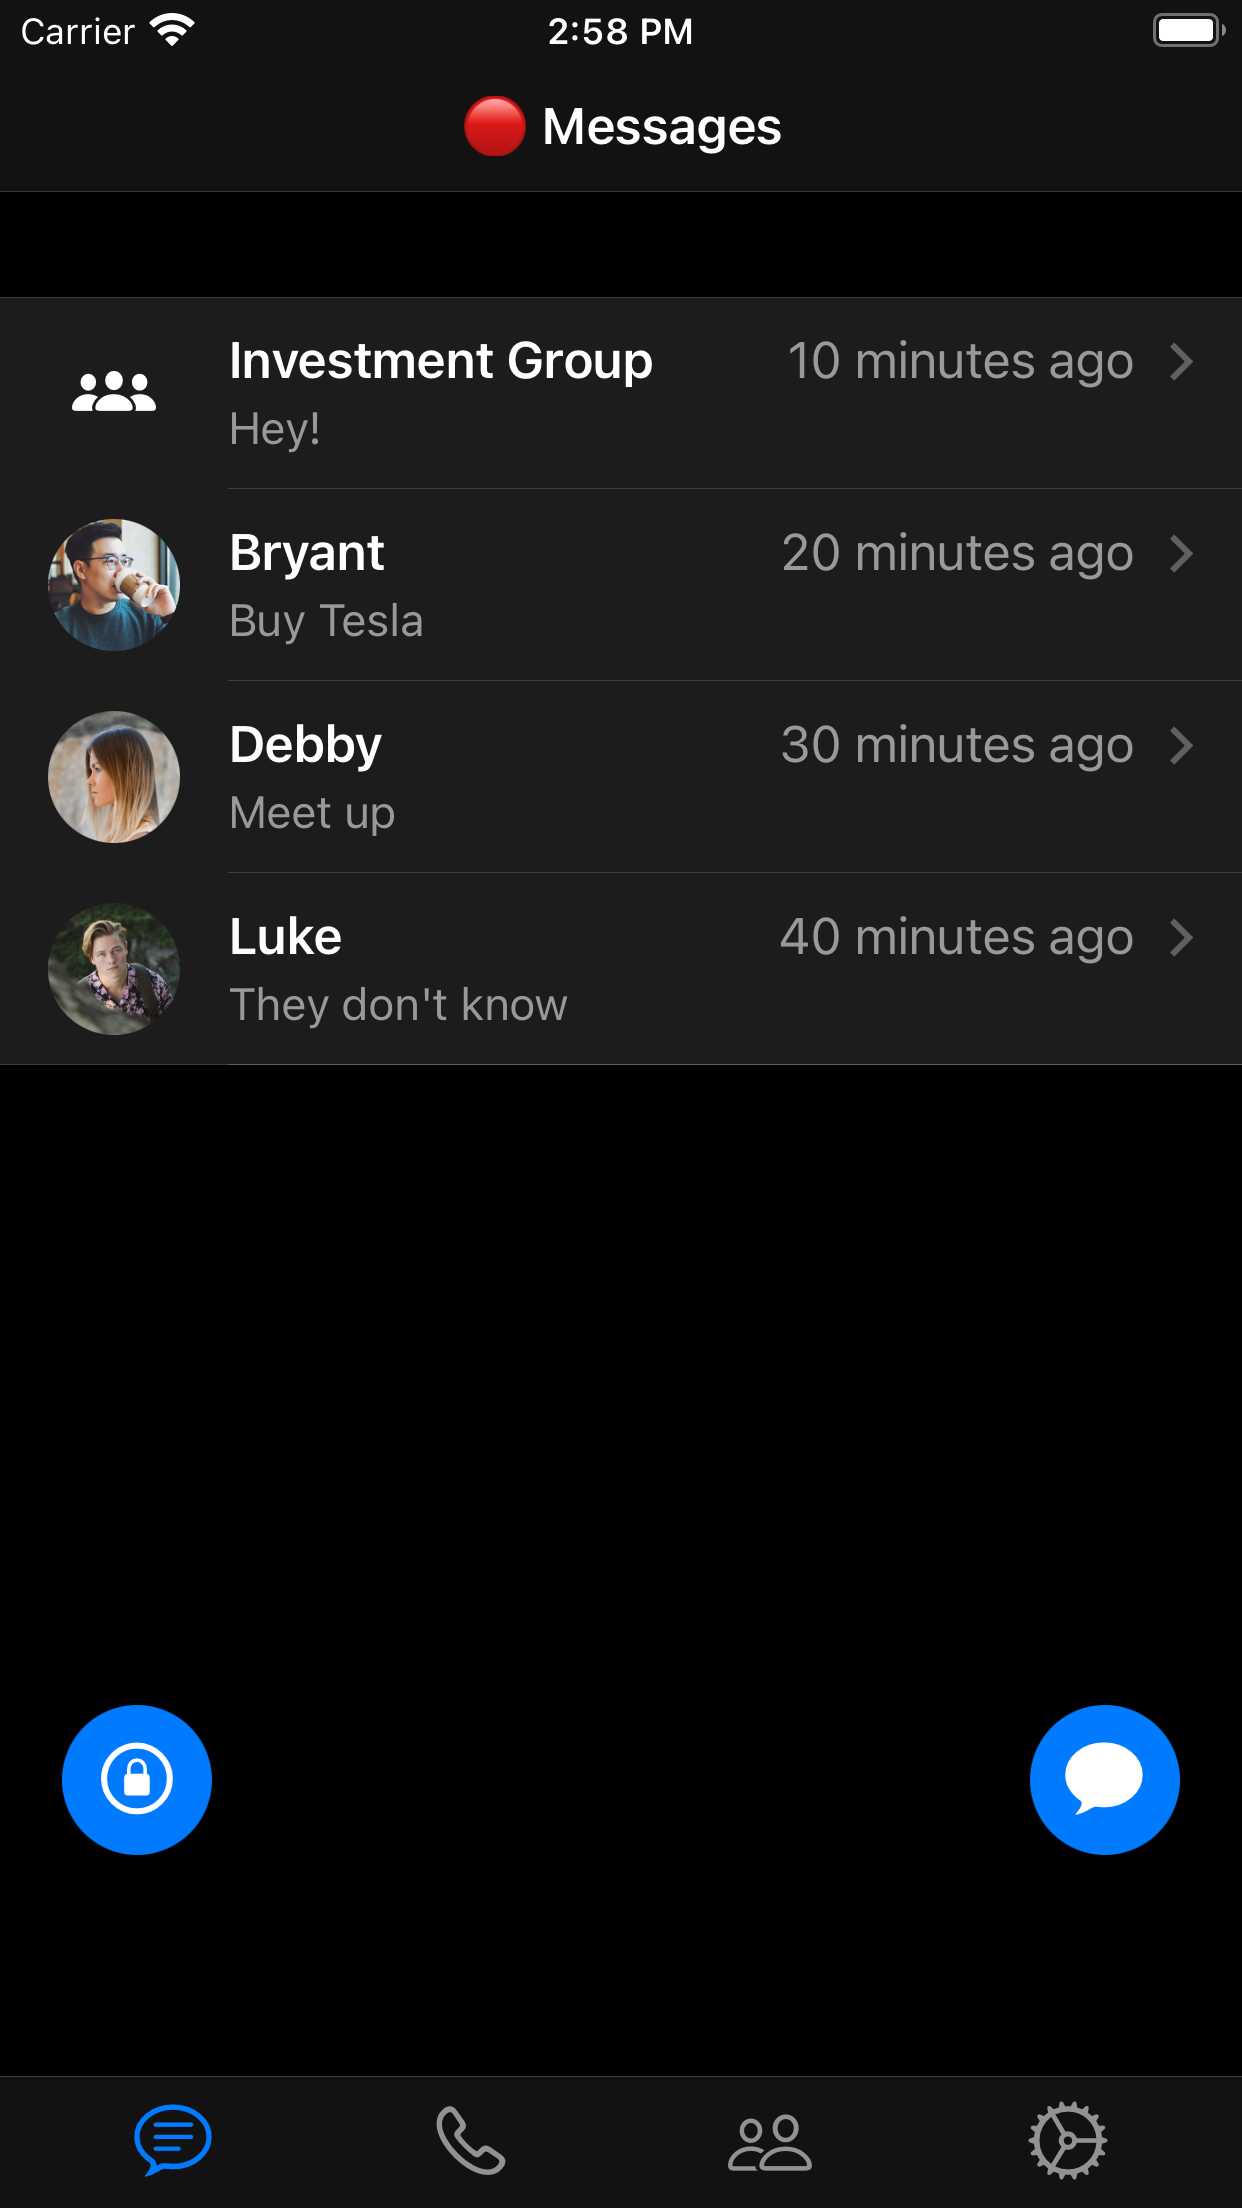 Carrier 2:58 PM
🔴 Messages
Investment Group 10 minutes ago
Hey!
Bryant 20 minutes ago
Buy Tesla
Debby 30 minutes ago
Meet up
Luke 40 minutes ago
They don't know